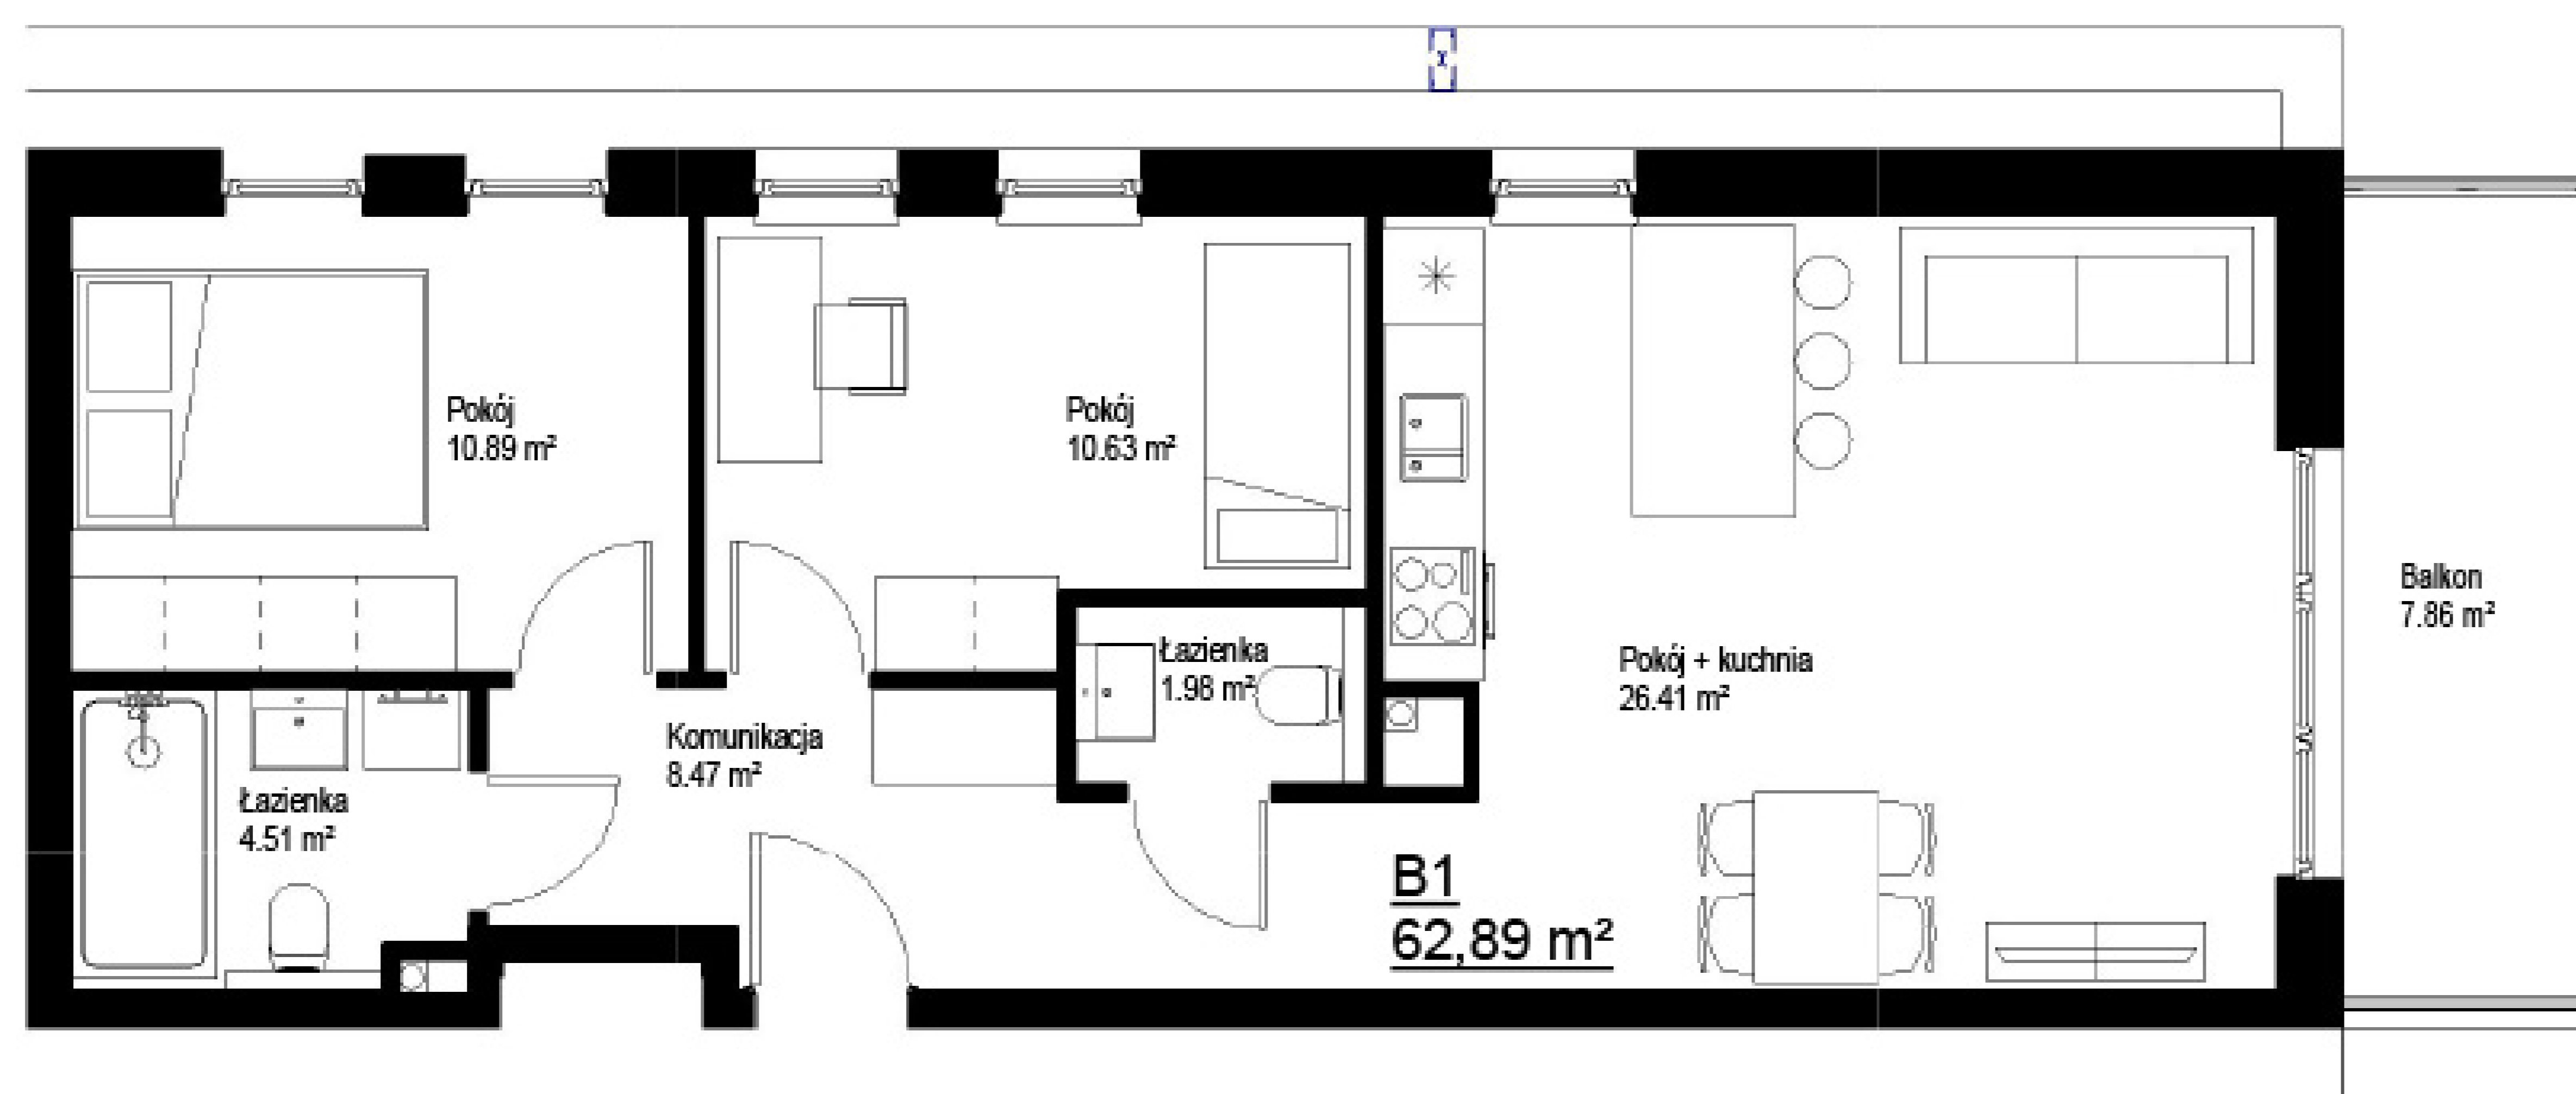 Pokój
10.89 m²
Pokój
10.63 m²
Łazienka
1.98 m²
Pokój + kuchnia
26.41 m²
Balkon
7.86 m²
Komunikacja
8.47 m²
Łazienka
4.51 m²
B1
62,89 m²